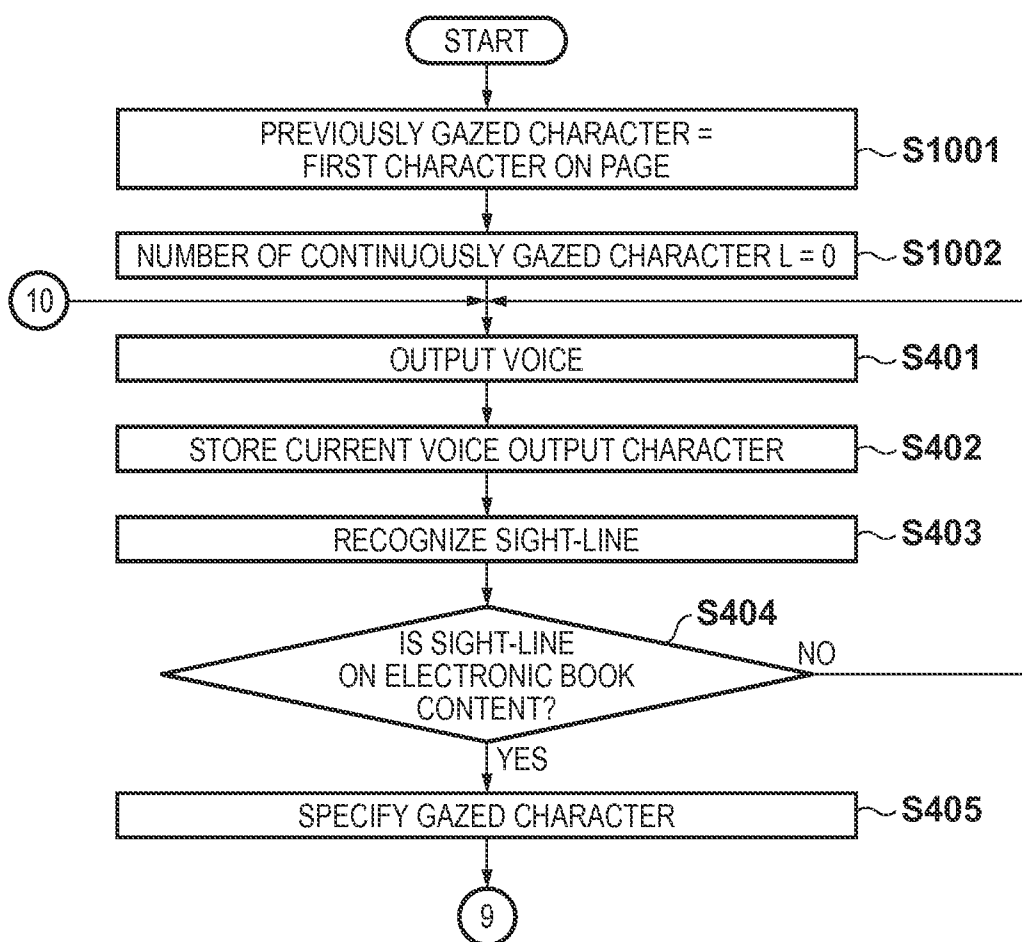 START
PREVIOUSLY GAZED CHARACTER =
FIRST CHARACTER ON PAGE
S1001
NUMBER OF CONTINUOUSLY GAZED CHARACTER L = 0
S1002
10
OUTPUT VOICE
S401
STORE CURRENT VOICE OUTPUT CHARACTER
S402
RECOGNIZE SIGHT-LINE
S403
S404
IS SIGHT-LINE
ON ELECTRONIC BOOK
CONTENT?
NO
YES
SPECIFY GAZED CHARACTER
S405
9